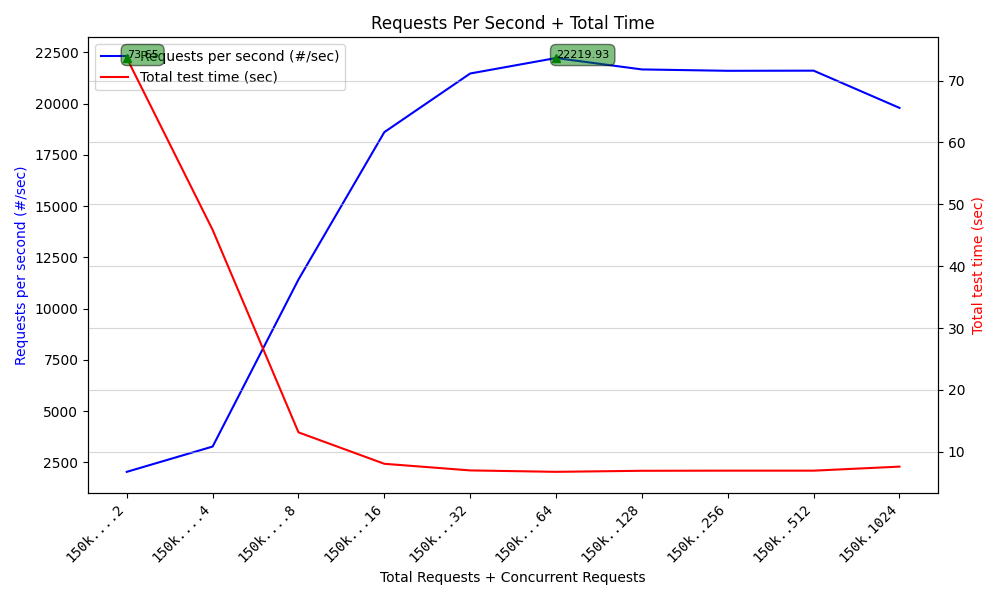 Requests Per Second + Total Time
73.65
22219.93
Requests per second (#/sec)
Total test time (sec)
22500
20000
17500
15000
12500
10000
7500
5000
2500
Requests per second (#/sec)
70
60
50
40
30
20
10
Total test time (sec)
150k....2
150k....4
150k....8
150k...16
150k...32
150k...64
150k..128
150k..256
150k..512
150k.1024
Total Requests + Concurrent Requests